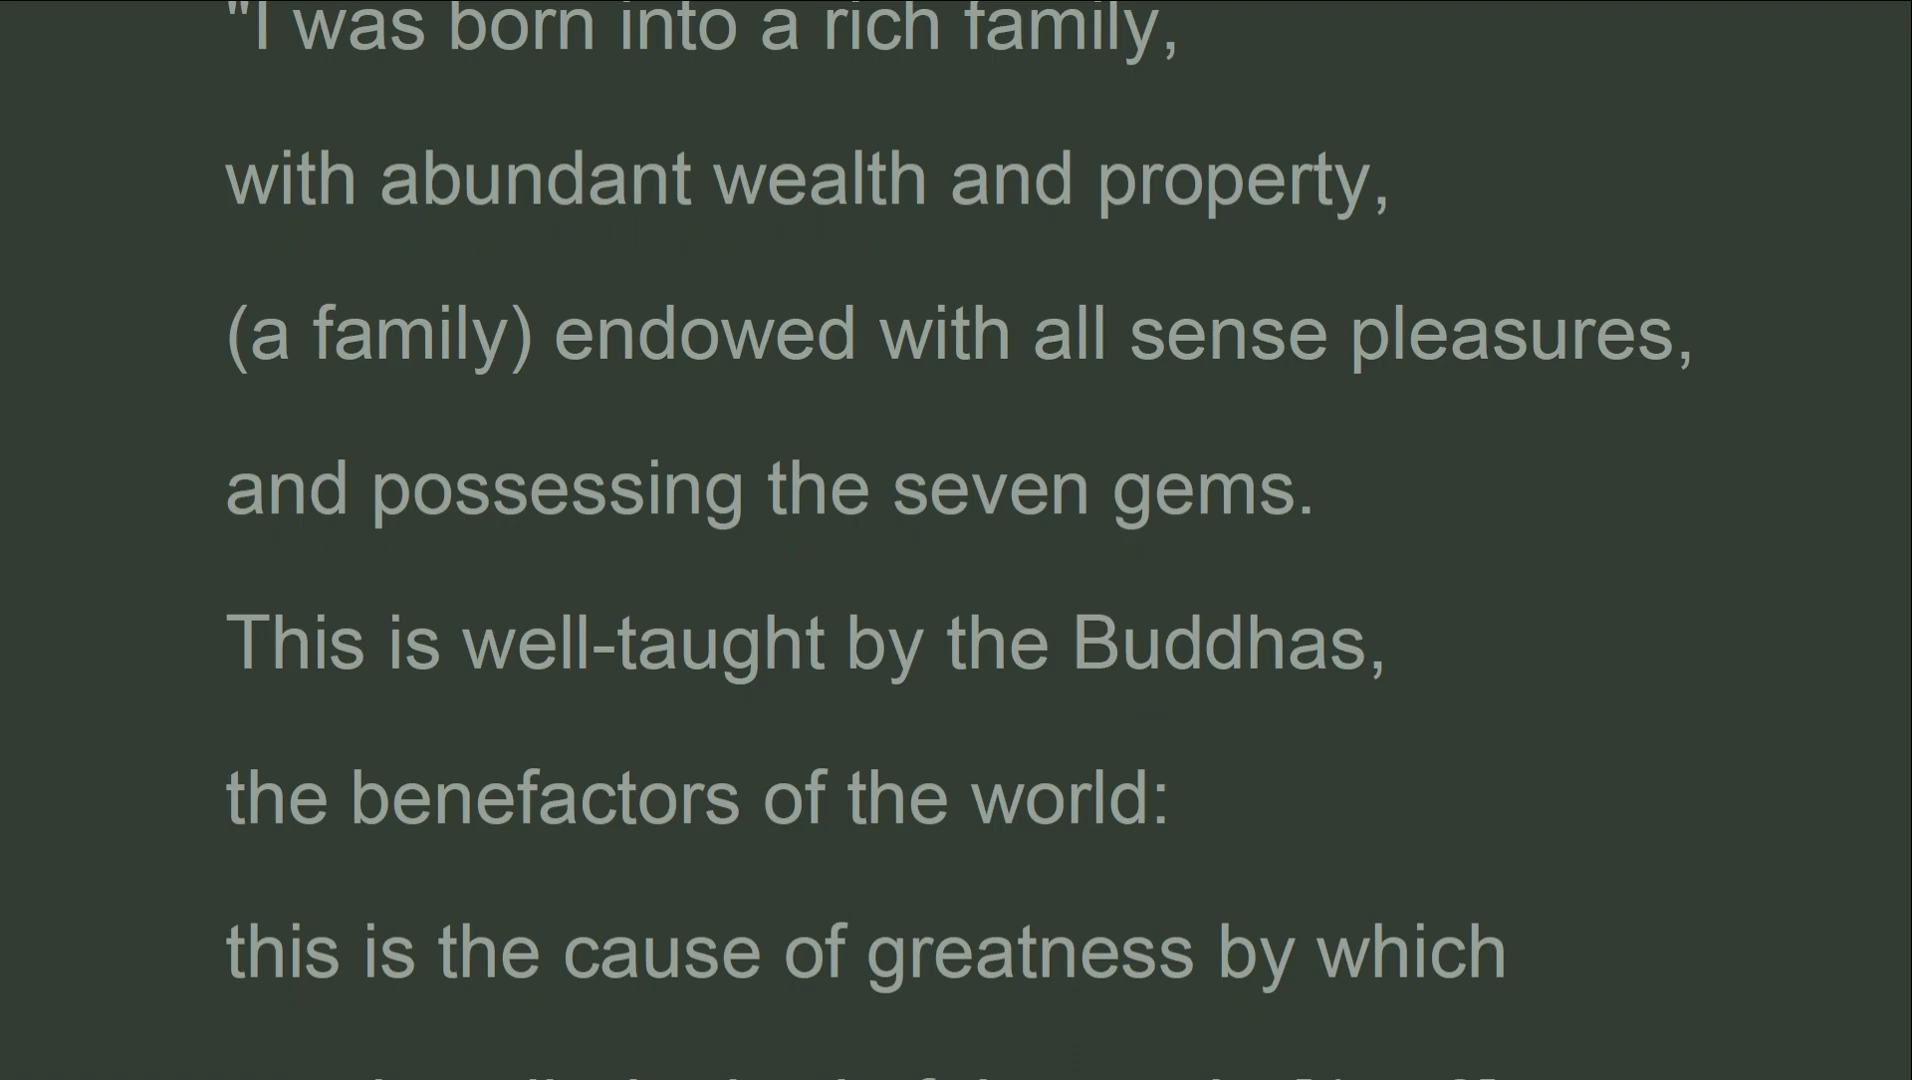 "I was born into a rich family,
with abundant wealth and property,
(a family) endowed with all sense pleasures,
and possessing the seven gems.
This is well-taught by the Buddhas,
the benefactors of the world:
this is the cause of greatness by which